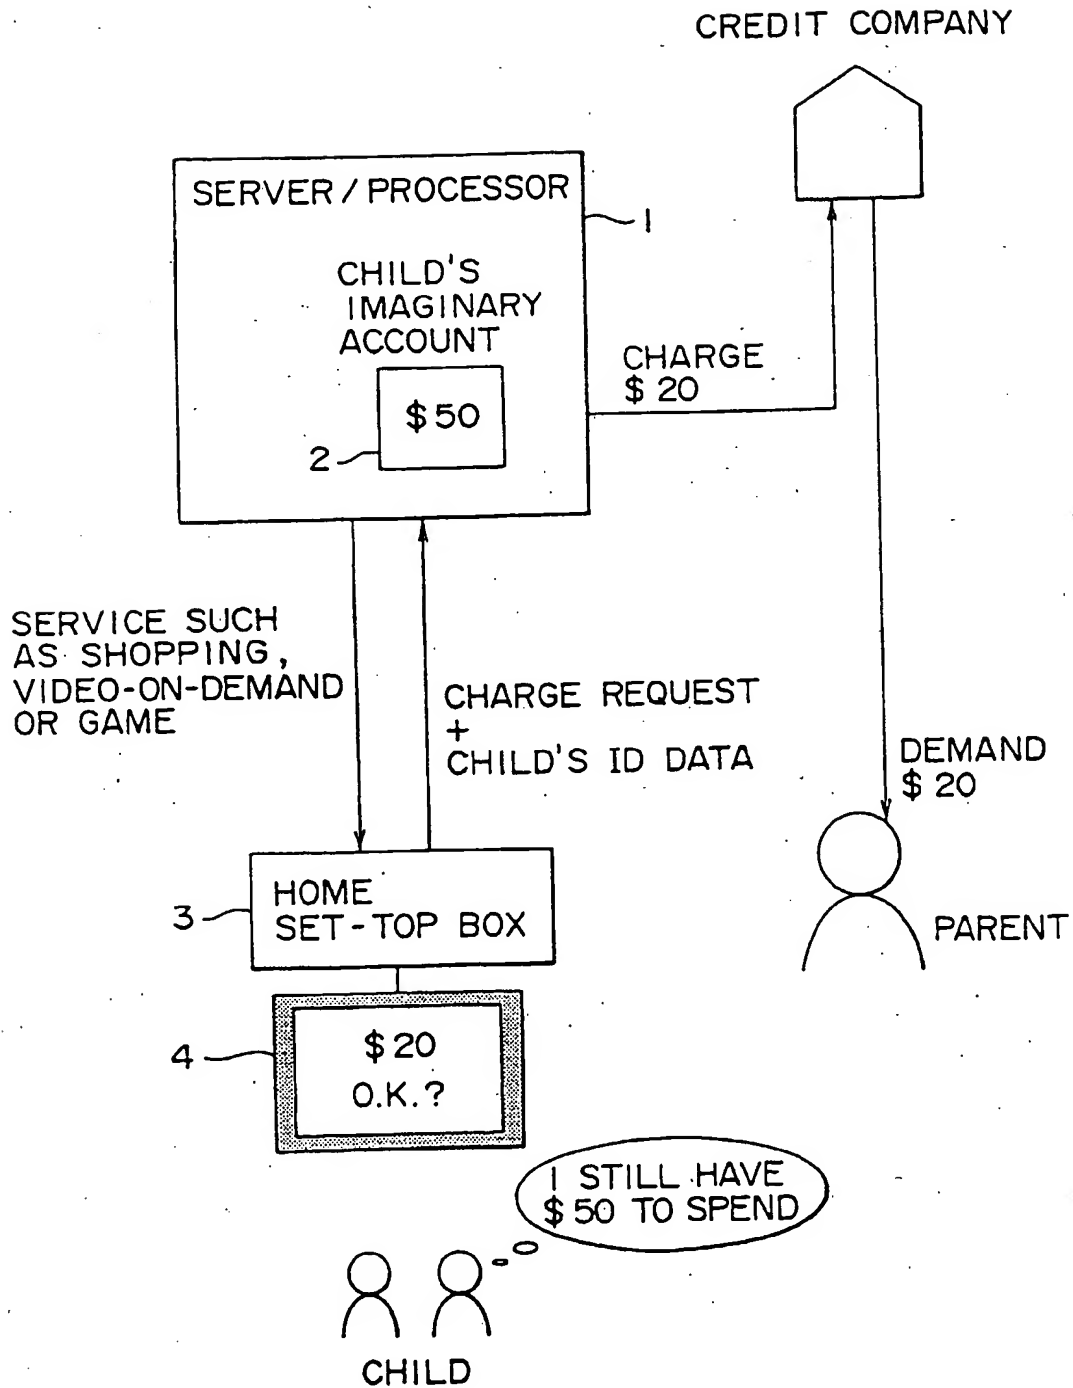 CREDIT COMPANY
SERVER / PROCESSOR
1
CHILD'S
IMAGINARY
ACCOUNT
$ 50
2
CHARGE
$ 20
SERVICE SUCH
AS SHOPPING,
VIDEO-ON-DEMAND
OR GAME
CHARGE REQUEST
+
CHILD'S ID DATA
DEMAND
$ 20
PARENT
3
HOME
SET-TOP BOX
4
$ 20
O.K.?
I STILL HAVE
$ 50 TO SPEND
CHILD